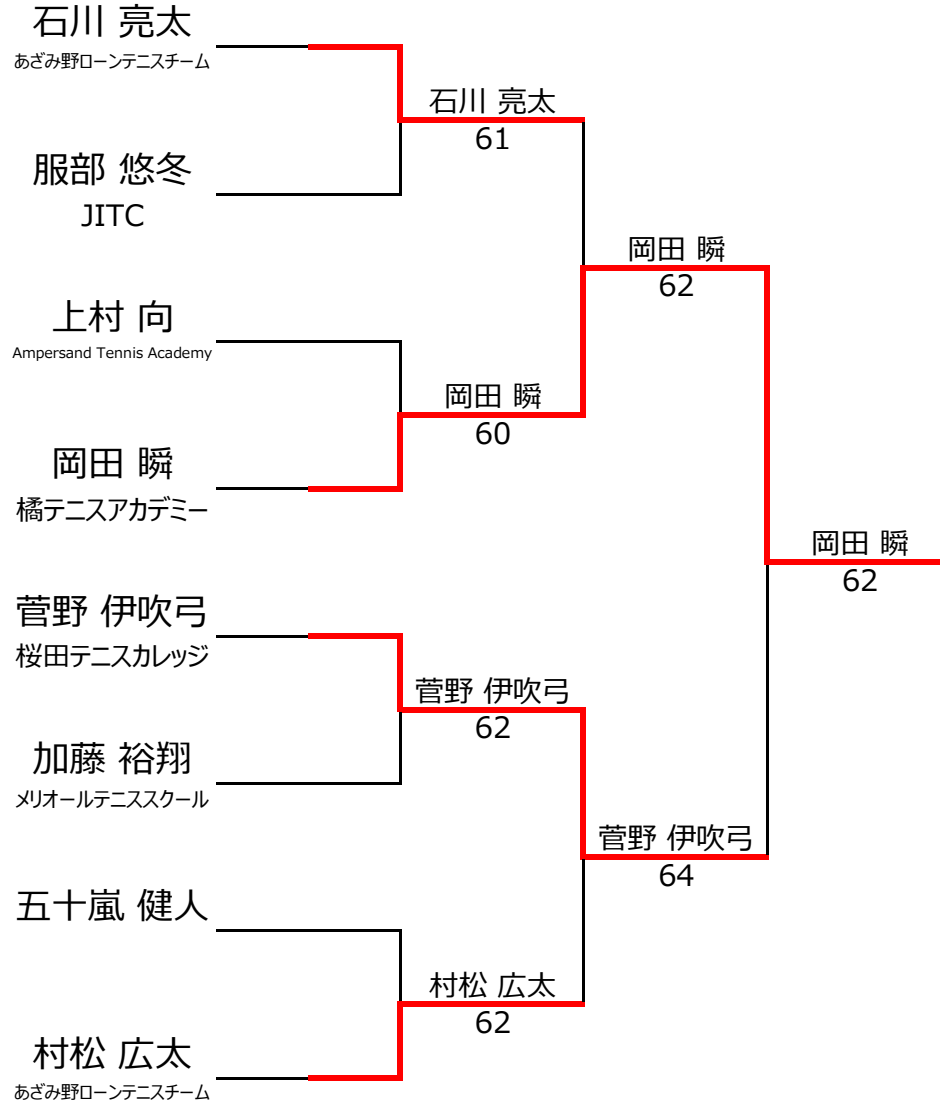 石川 亮太
あざみ野ローンテニスチーム
石川 亮太
61
服部 悠冬
JITC
岡田 瞬
62
上村 向
Ampersand Tennis Academy
岡田 瞬
60
岡田 瞬
橘テニスアカデミー
岡田 瞬
62
菅野 伊吹弓
桜田テニスカレッジ
菅野 伊吹弓
62
加藤 裕翔
メリオールテニススクール
菅野 伊吹弓
64
五十嵐 健人
村松 広太
62
村松 広太
あざみ野ローンテニスチーム